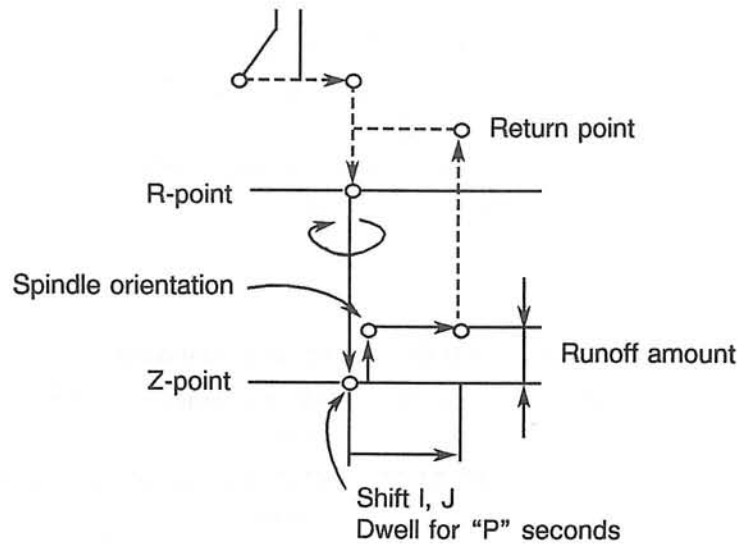 Return point
R-point
Spindle orientation
Runoff amount
Z-point
Shift I, J
Dwell for “P” seconds